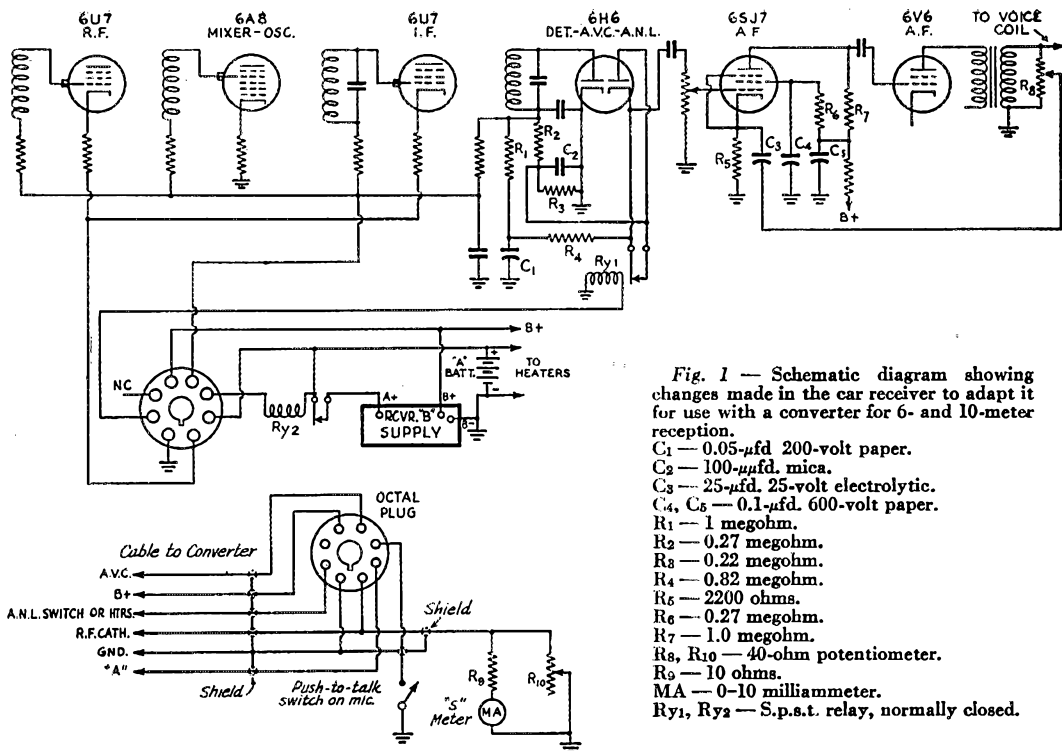 6U7
R.F.
6A8
MIXER-OSC.
6U7
I.F.
6H6
DET.-A.V.C.-A.N.L.
6SJ7
AF
6V6
A.F.
TO VOICE
COIL
R8
R2
R1
C2
R3
R4
C1
Ry1
R5
C3
C4
R6
C5
R7
B+
B+
NC
Ry2
"A"
BATT.
+
-
TO
HEATERS
A+
B+
B-
RCVR. "B"
SUPPLY
OCTAL
PLUG
Cable to Converter
A.V.C.
B+
A.N.L. SWITCH OR HTRS.
R.F. CATH.
GND.
"A"
Shield
Shield
Push-to-talk
switch on mic.
R9
R10
"S"
Meter
MA
Fig. 1 — Schematic diagram showing
changes made in the car receiver to adapt it
for use with a converter for 6- and 10-meter
reception.
C1 — 0.05-μfd 200-volt paper.
C2 — 100-μμfd. mica.
C3 — 25-μfd. 25-volt electrolytic.
C4, C5 — 0.1-μfd. 600-volt paper.
R1 — 1 megohm.
R2 — 0.27 megohm.
R3 — 0.22 megohm.
R4 — 0.82 megohm.
R5 — 2200 ohms.
R6 — 0.27 megohm.
R7 — 1.0 megohm.
R8, R10 — 40-ohm potentiometer.
R9 — 10 ohms.
MA — 0-10 milliammeter.
Ry1, Ry2 — S.p.s.t. relay, normally closed.